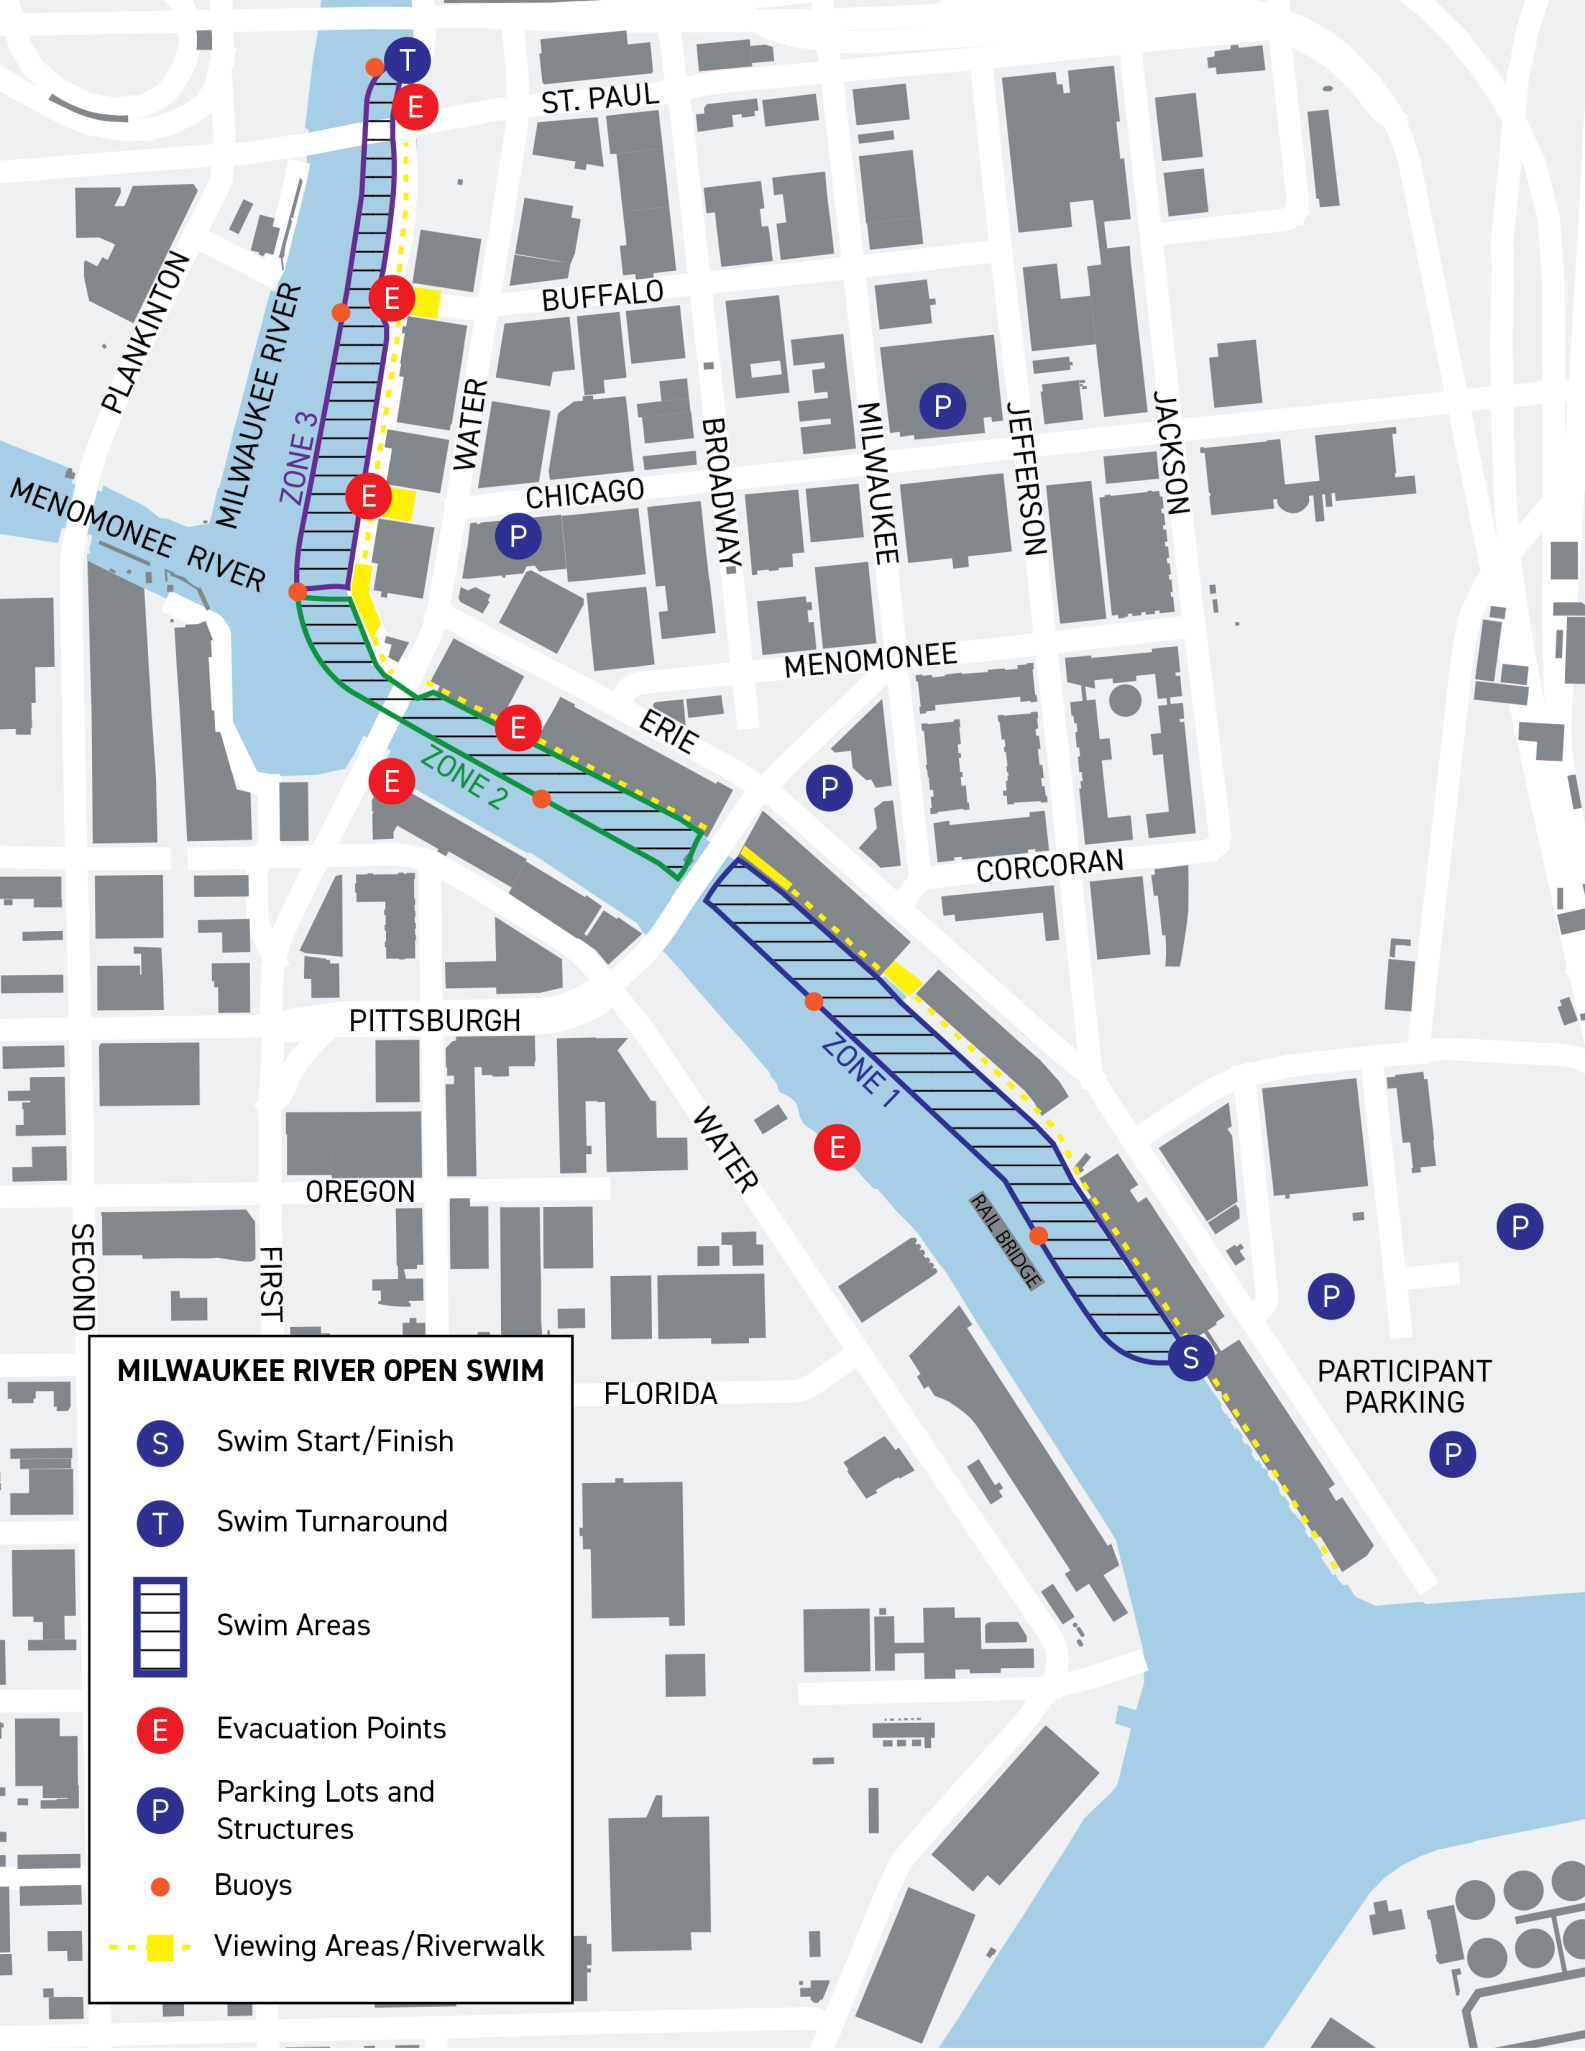 T
E
ST. PAUL
PLANKINTON
MILWAUKEE RIVER
E
BUFFALO
WATER
ZONE 3
P
BROADWAY
MILWAUKEE
JEFFERSON
JACKSON
MENOMONEE RIVER
E
CHICAGO
P
MENOMONEE
ERIE
E
E
ZONE 2
P
CORCORAN
PITTSBURGH
ZONE 1
WATER
E
OREGON
RAIL BRIDGE
SECOND
FIRST
P
P
S
FLORIDA
PARTICIPANT
PARKING
P
MILWAUKEE RIVER OPEN SWIM
S Swim Start/Finish
T Swim Turnaround
Swim Areas
E Evacuation Points
P Parking Lots and
Structures
Buoys
Viewing Areas/Riverwalk